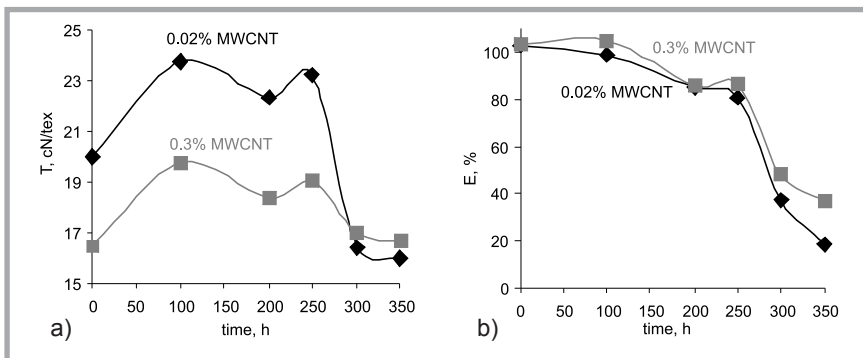 25
23
21
19
17
15
T, cN/tex
0.02% MWCNT
0.3% MWCNT
0 50 100 150 200 250 300 350
time, h
a)
100
80
60
40
20
0
E, %
0.3% MWCNT
0.02% MWCNT
0 50 100 150 200 250 300 350
time, h
b)